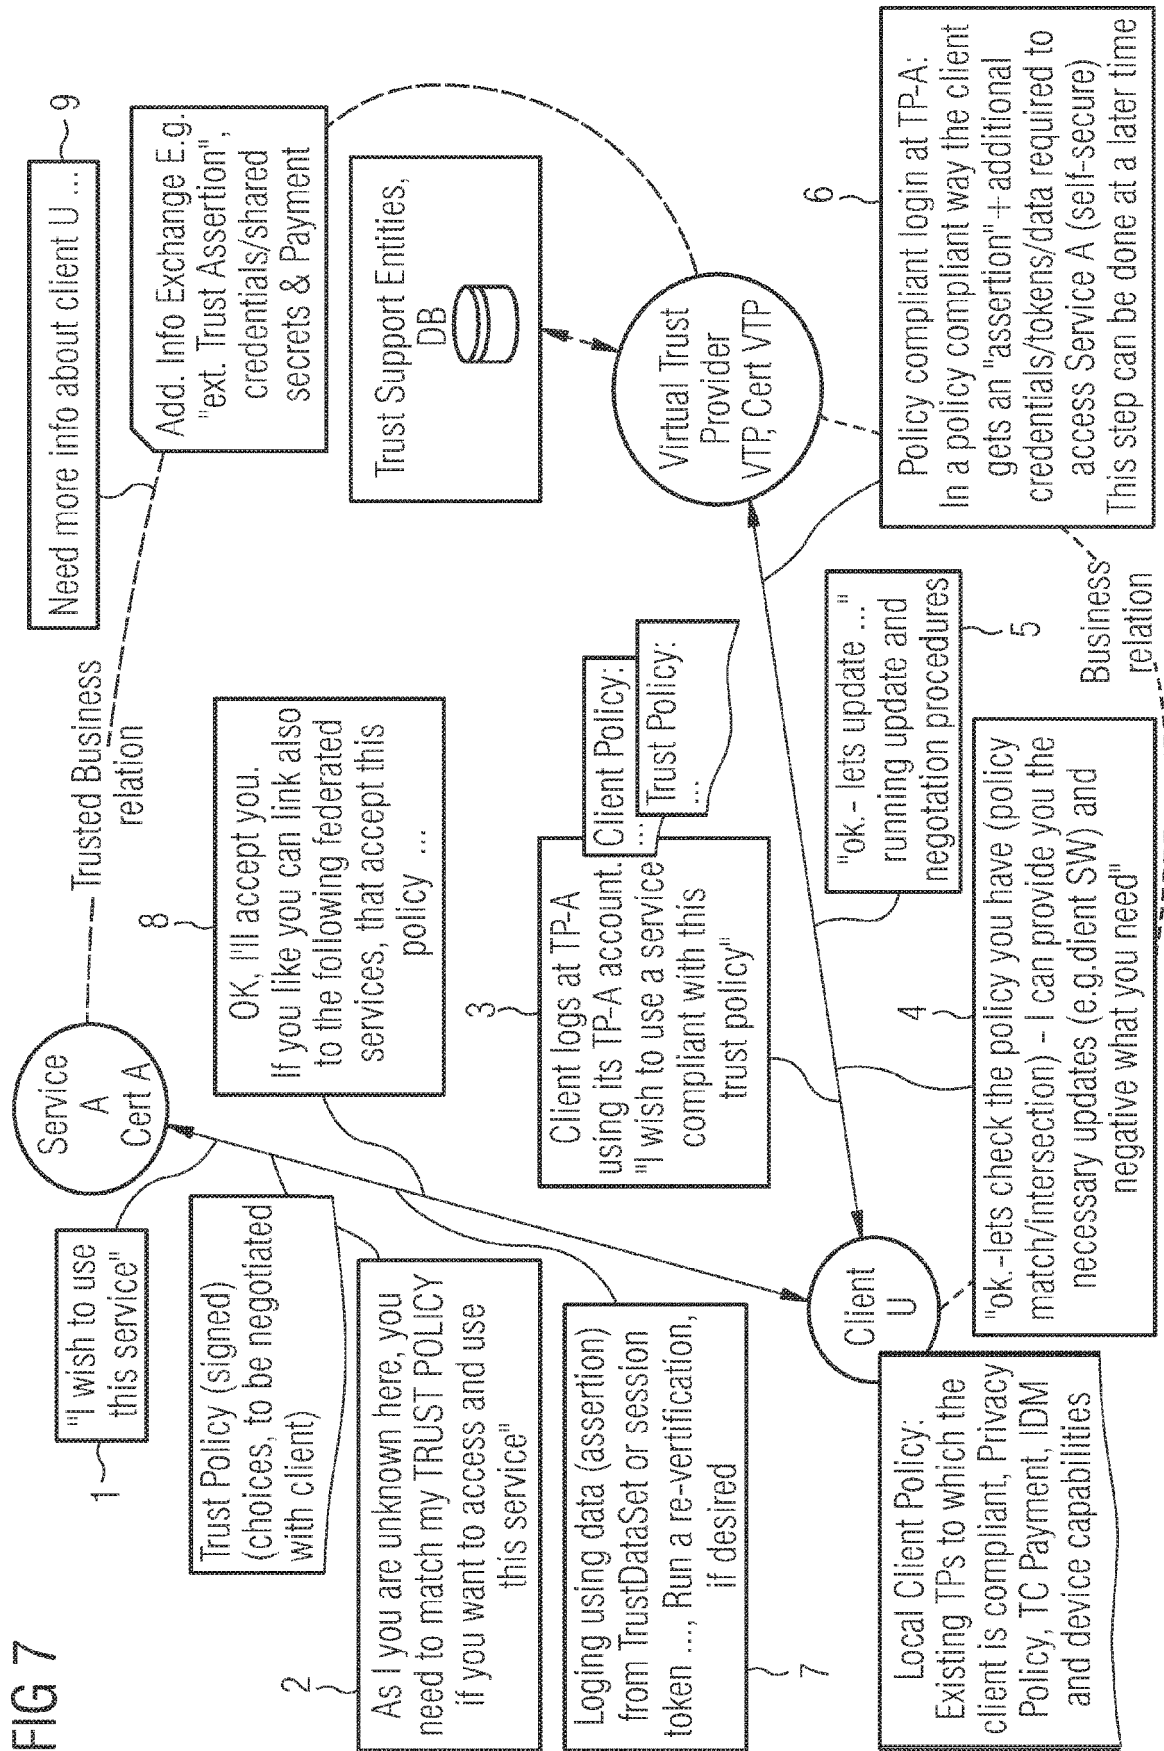 FIG 7
1
"I wish to use
this service"
Service
A
Cert A
Trusted Business
relation
Need more info about client U ...
9
Trust Policy (signed)
(choices, to be negotiated
with client)
8
OK, I'll accept you.
If you like you can link also
to the following federated
services, that accept this
policy ...
Add. Info Exchange E.g.
"ext. Trust Assertion",
credentials/shared
secrets & Payment
2
As I you are unknown here, you
need to match my TRUST POLICY
if you want to access and use
this service"
Trust Support Entities,
DB
3
Client logs at TP-A
using its TP-A account.
"I wish to use a service
compliant with this
trust policy"
Client Policy:
...
Trust Policy:
...
Loging using data (assertion)
from TrustDataSet or session
token ...., Run a re-vertification,
if desired
7
Virtual Trust
Provider
VTP, Cert VTP
Client
U
"ok.- lets update ..."
running update and
negotation procedures
5
6
Policy compliant login at TP-A:
In a policy compliant way the client
gets an "assertion"+additional
credentials/tokens/data required to
access Service A (self-secure)
This step can be done at a later time
Local Client Policy:
Existing TPs to which the
client is compliant, Privacy
Policy, TC Payment, IDM
and device capabilities
4
"ok.-lets check the policy you have (policy
match/intersection) - I can provide you the
necessary updates (e.g.dient SW) and
negative what you need"
Business
relation